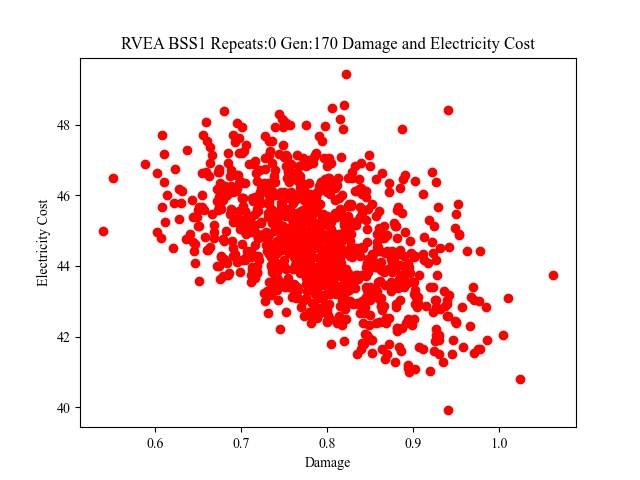 RVEA BSS1 Repeats:0 Gen:170 Damage and Electricity Cost
Electricity Cost
48
46
44
42
40
0.6 0.7 0.8 0.9 1.0
Damage